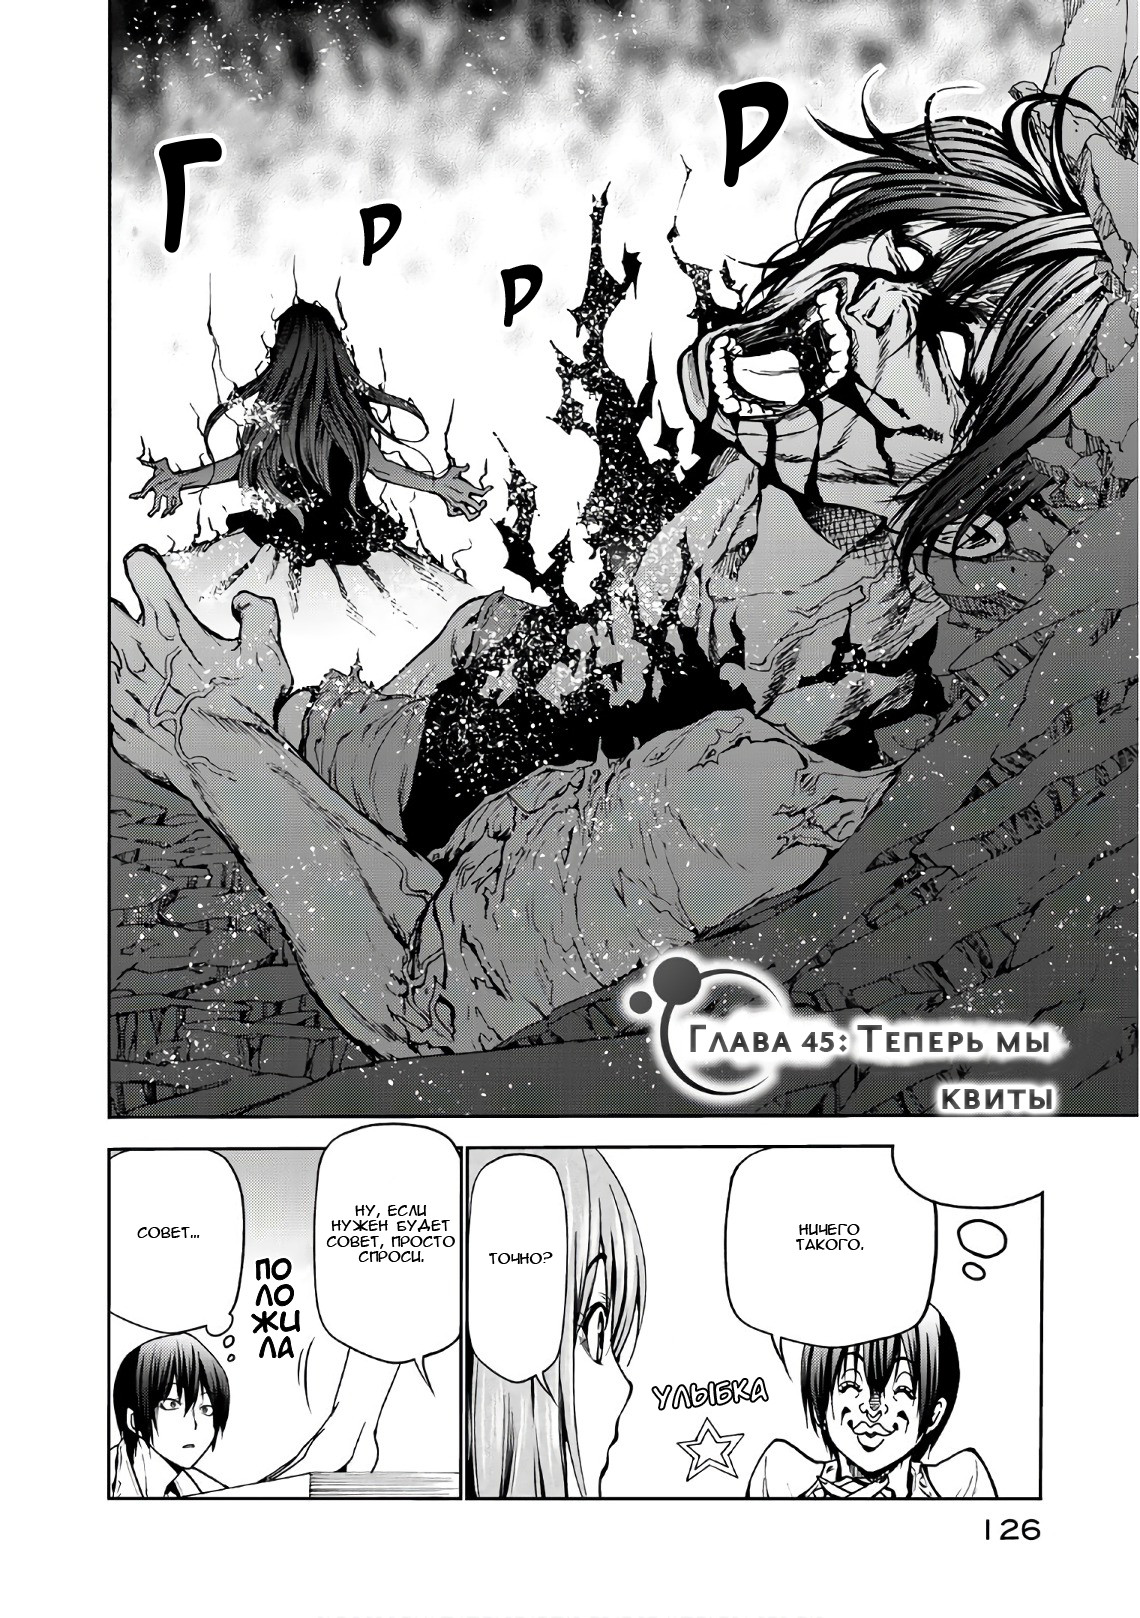 Г Р Р Р
Глава 45: Теперь мы
квиты
НИЧЕГО
ТАКОГО.
УЛЫБКА
ТОЧНО?
НУ, ЕСЛИ
НУЖЕН БУДЕТ
СОВЕТ, ПРОСТО
СПРОСИ.
ПО
ЛО
ЖИ
ЛА
СОВЕТ...
126